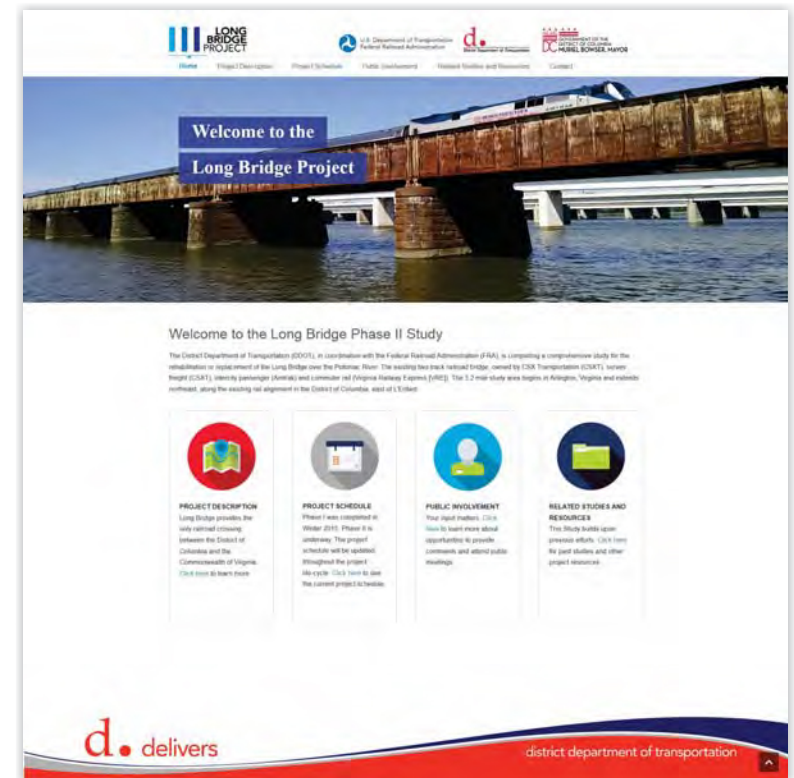 LONG
BRIDGE
PROJECT
U.S. Department of Transportation
Federal Railroad Administration
d.
District Department of Transportation
GOVERNMENT OF THE
DISTRICT OF COLUMBIA
DC MURIEL BOWSER, MAYOR
Home Project Description Project Schedule Public Involvement Related Studies and Resources Contact
Welcome to the
Long Bridge Project
Welcome to the Long Bridge Phase II Study
The District Department of Transportation (DDOT), in coordination with the Federal Railroad Administration (FRA), is completing a comprehensive study for the
rehabilitation or replacement of the Long Bridge over the Potomac River. The existing two track railroad bridge, owned by CSX Transportation (CSXT), serves
freight (CSXT), intercity passenger (Amtrak) and commuter rail (Virginia Railway Express [VRE]). The 3.2 mile study area begins in Arlington, Virginia and extends
northeast, along the existing rail alignment in the District of Columbia, east of L'Enfant
PROJECT DESCRIPTION
Long Bridge provides the
only railroad crossing
between the District of
Columbia and the
Commonwealth of Virginia.
Click here to learn more
PROJECT SCHEDULE
Phase I was completed in
Winter 2015. Phase II is
underway. The project
schedule will be updated
throughout the project
life-cycle. Click here to see
the current project schedule.
PUBLIC INVOLVEMENT
Your input matters. Click
here to learn more about
opportunities to provide
comments and attend public
meetings
RELATED STUDIES AND
RESOURCES
This Study builds upon
previous efforts. Click here
for past studies and other
project resources
d. delivers
district department of transportation